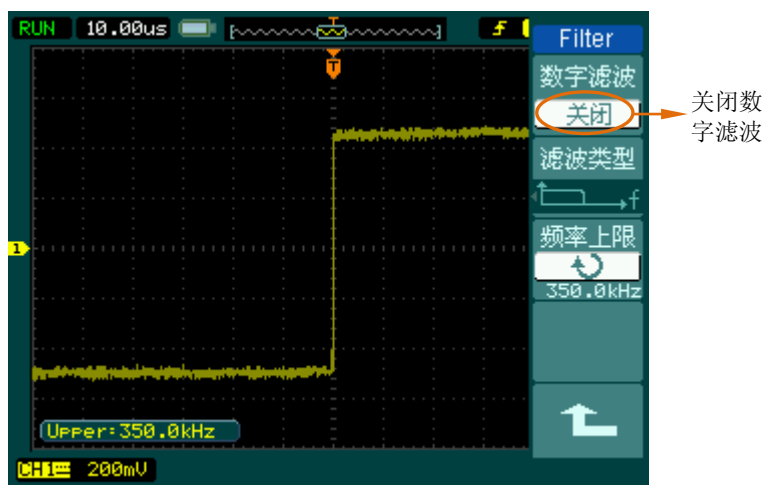 RUN 10.00us
T
Filter
数字滤波
关闭
关闭数
字滤波
滤波类型
f
频率上限
350.0kHz
1
Upper:350.0kHz
CH1 200mV